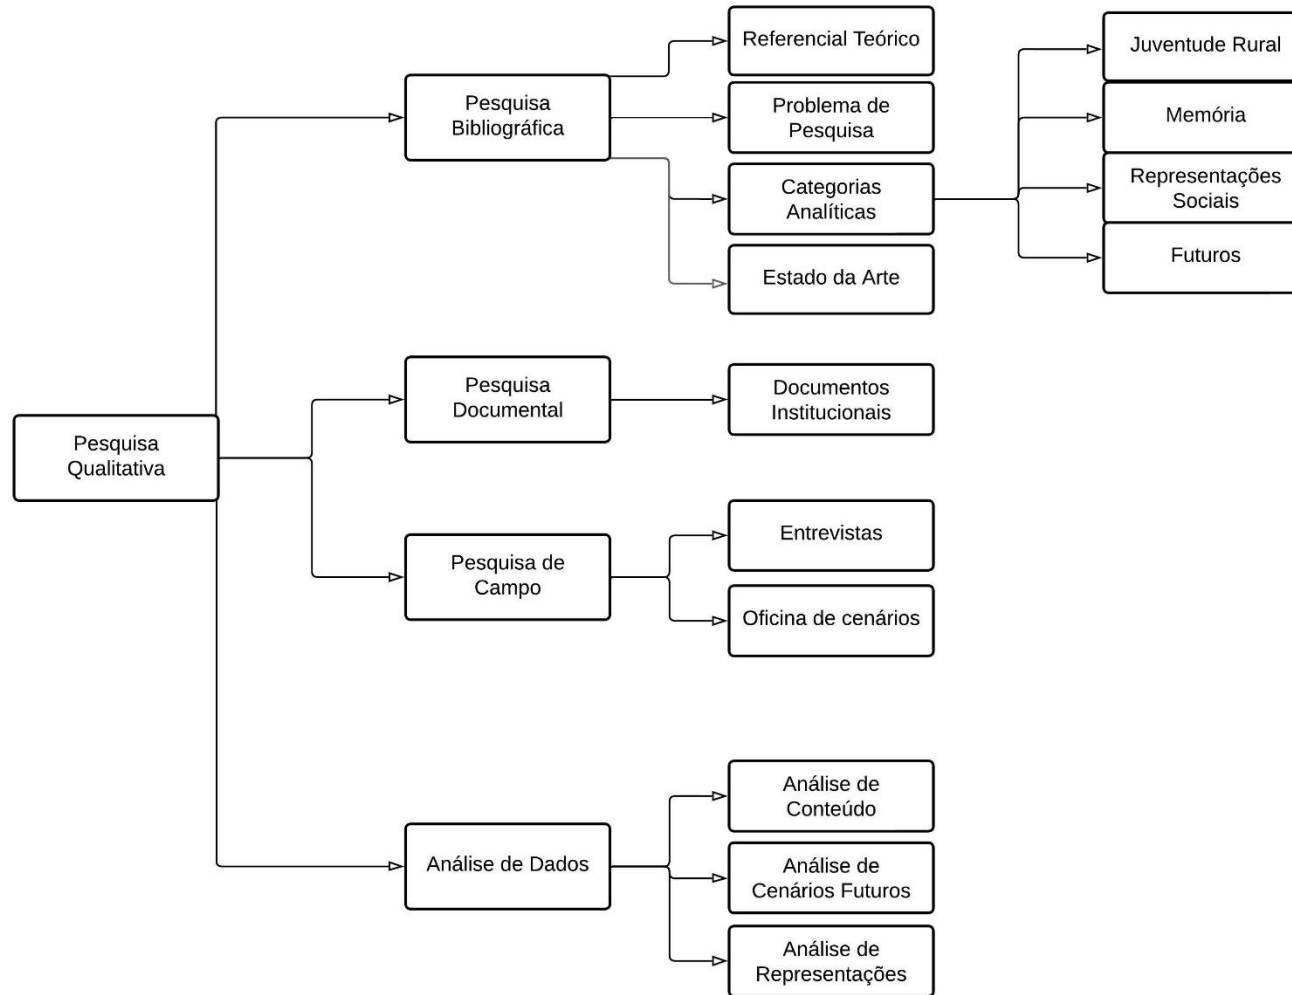 Pesquisa
Qualitativa
Pesquisa
Bibliográfica
Referencial Teórico
Problema de
Pesquisa
Categorias
Analíticas
Estado da Arte
Juventude Rural
Memória
Representações
Sociais
Futuros
Pesquisa
Documental
Documentos
Institucionais
Pesquisa de
Campo
Entrevistas
Oficina de cenários
Análise de Dados
Análise de
Conteúdo
Análise de
Cenários Futuros
Análise de
Representações